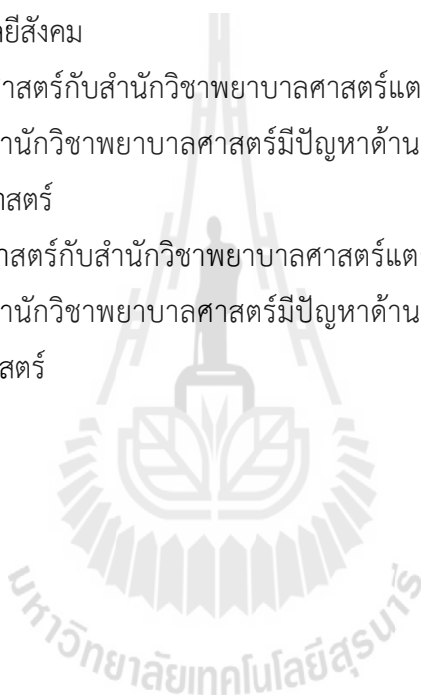 ลยีสังคม
าสตร์กับสำนักวิชาพยาบาลศาสตร์แต
านักวิชาพยาบาลศาสตร์มีปัญหาด้าน
าสตร์
าสตร์กับสำนักวิชาพยาบาลศาสตร์แต
านักวิชาพยาบาลศาสตร์มีปัญหาด้าน
สตร์
มหาวิทยาลัยเทคโนโลยีสุรนารี